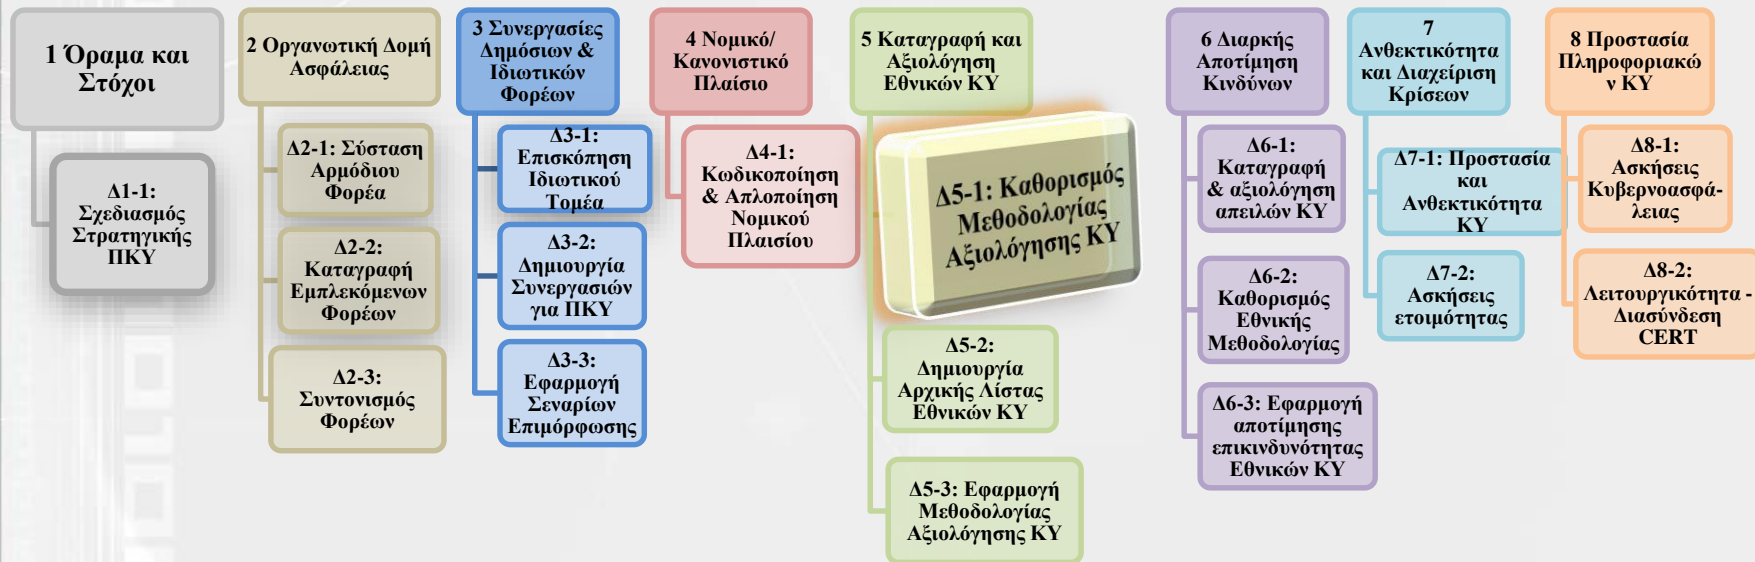 1 Όραμα και
Στόχοι
Δ1-1:
Σχεδιασμός
Στρατηγικής
ΠΚΥ
2 Οργανωτική Δομή
Ασφάλειας
Δ2-1: Σύσταση
Αρμόδιου
Φορέα
Δ2-2:
Καταγραφή
Εμπλεκόμενων
Φορέων
Δ2-3:
Συντονισμός
Φορέων
3 Συνεργασίες
Δημόσιων &
Ιδιωτικών
Φορέων
Δ3-1:
Επισκόπηση
Ιδιωτικού
Τομέα
Δ3-2:
Δημιουργία
Συνεργασιών
για ΠΚΥ
Δ3-3:
Εφαρμογή
Σεναρίων
Επιμόρφωσης
4 Νομικό/
Κανονιστικό
Πλαίσιο
Δ4-1:
Κωδικοποίηση
& Απλοποίηση
Νομικού
Πλαισίου
5 Καταγραφή και
Αξιολόγηση
Εθνικών ΚΥ
Δ5-1: Καθορισμός
Μεθοδολογίας
Αξιολόγησης ΚΥ
Δ5-2:
Δημιουργία
Αρχικής Λίστας
Εθνικών ΚΥ
Δ5-3: Εφαρμογή
Μεθοδολογίας
Αξιολόγησης ΚΥ
6 Διαρκής
Αποτίμηση
Κινδύνων
Δ6-1:
Καταγραφή
& αξιολόγηση
απειλών ΚΥ
Δ6-2:
Καθορισμός
Εθνικής
Μεθοδολογίας
Δ6-3: Εφαρμογή
αποτίμησης
επικινδυνότητας
Εθνικών ΚΥ
7
Ανθεκτικότητα
και Διαχείριση
Κρίσεων
Δ7-1: Προστασία
και
Ανθεκτικότητα
ΚΥ
Δ7-2:
Ασκήσεις
ετοιμότητας
8 Προστασία
Πληροφοριακώ
ν ΚΥ
Δ8-1:
Ασκήσεις
Κυβερνοασφά-
λειας
Δ8-2:
Λειτουργικότητα -
Διασύνδεση
CERT